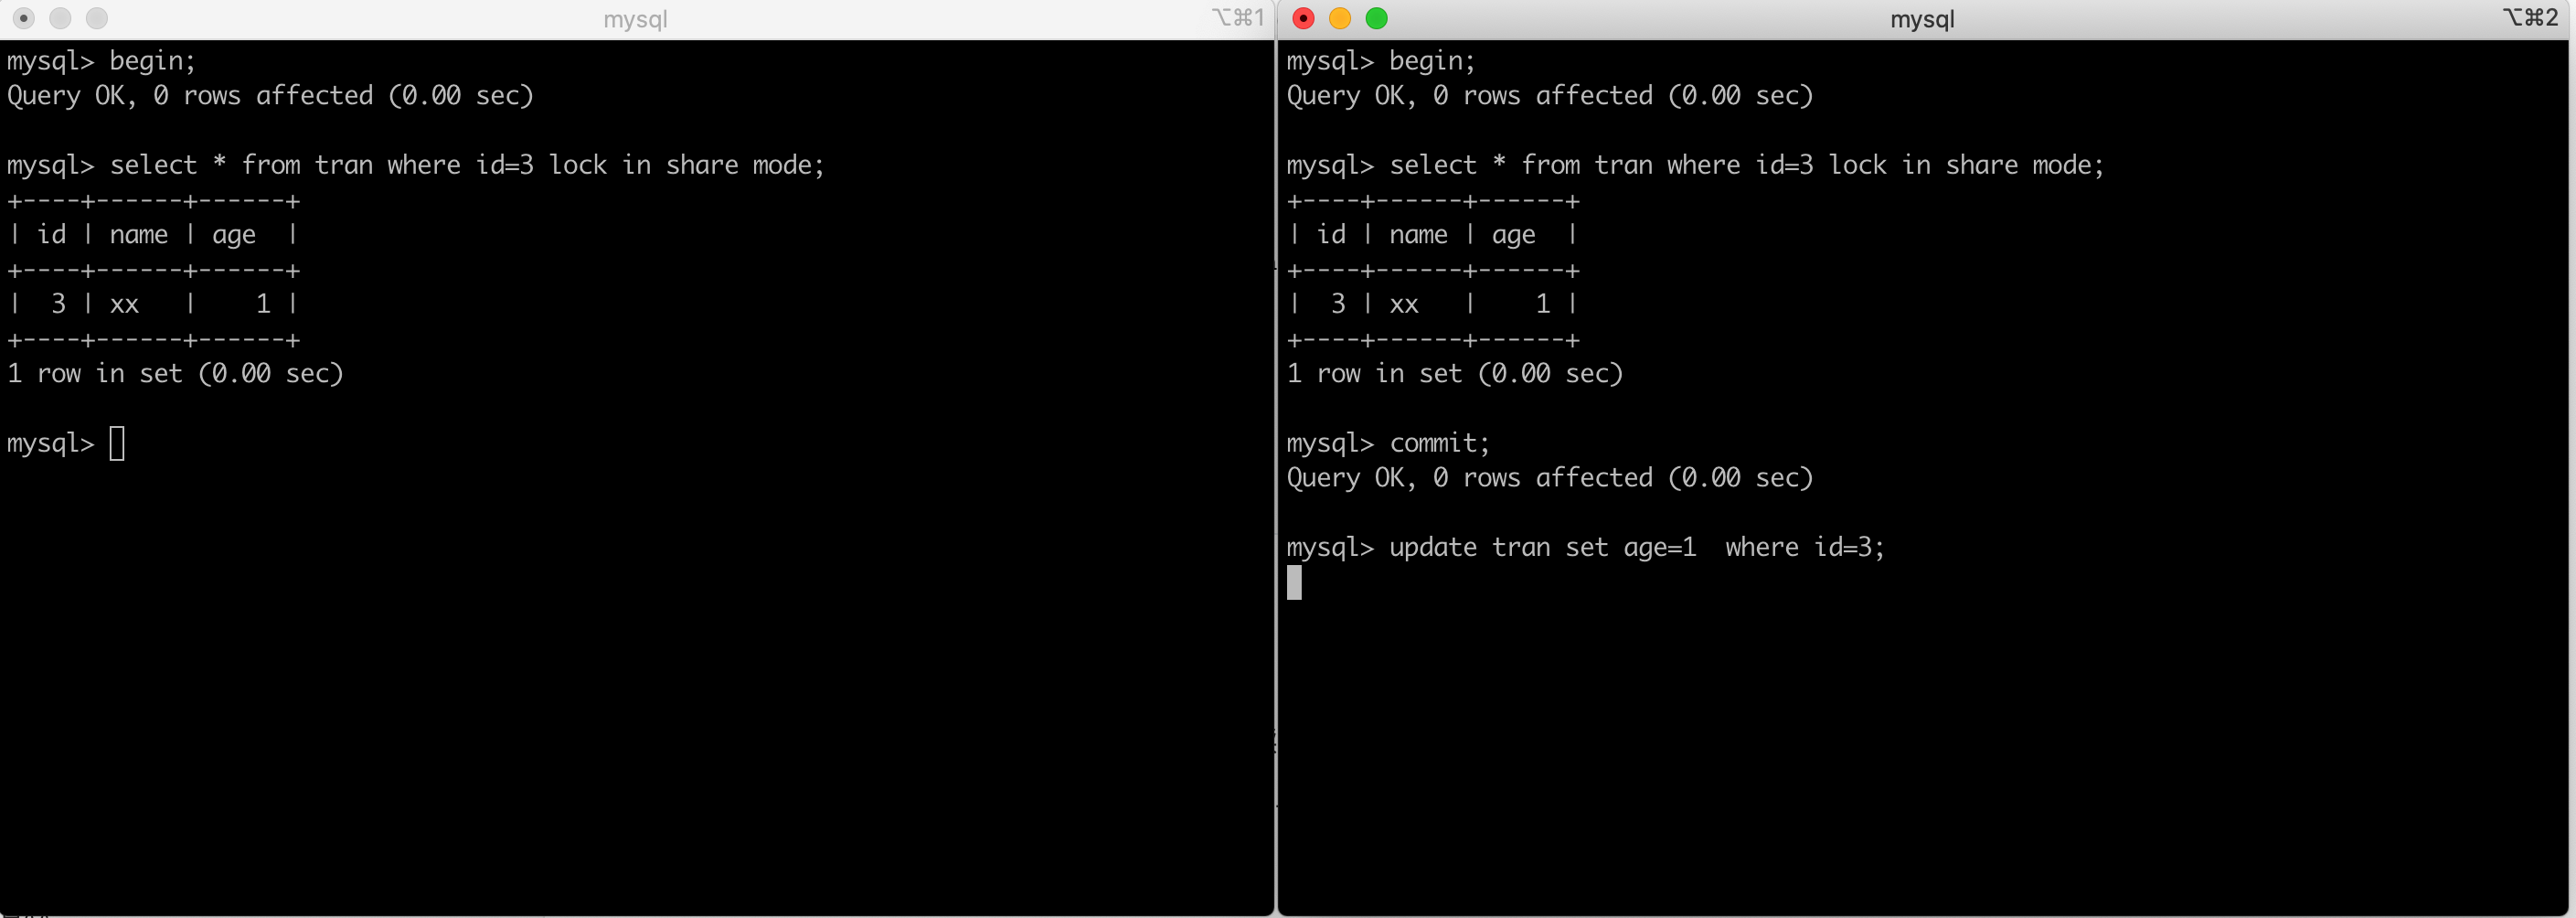 mysql ⌥⌘1
mysql> begin;
Query OK, 0 rows affected (0.00 sec)
mysql> select * from tran where id=3 lock in share mode;
+----+------+------+
| id | name | age  |
+----+------+------+
|  3 | xx   |    1 |
+----+------+------+
1 row in set (0.00 sec)
mysql>
mysql ⌥⌘2
mysql> begin;
Query OK, 0 rows affected (0.00 sec)
mysql> select * from tran where id=3 lock in share mode;
+----+------+------+
| id | name | age  |
+----+------+------+
|  3 | xx   |    1 |
+----+------+------+
1 row in set (0.00 sec)
mysql> commit;
Query OK, 0 rows affected (0.00 sec)
mysql> update tran set age=1  where id=3;